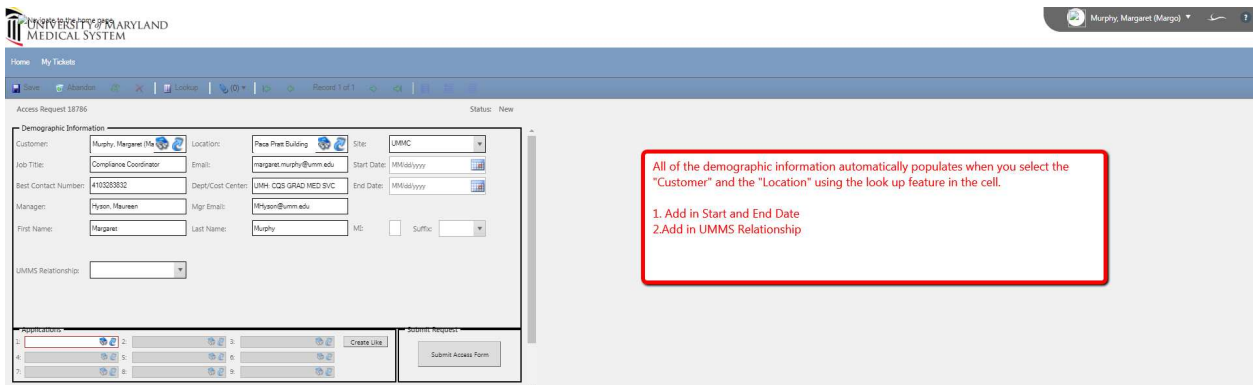 Navigate to the home page
UNIVERSITY of MARYLAND
MEDICAL SYSTEM
Murphy, Margaret (Margo)
?
Home My Tickets
Save Abandon Lookup (0) Record 1 of 1
Access Request 18786 Status: New
Demographic Information
Customer: Murphy, Margaret (Ma Location: Paca Pratt Building Site: UMMC
Job Title: Compliance Coordinator Email: margaret.murphy@umm.edu Start Date: MM/dd/yyyy
Best Contact Number: 4103283832 Dept/Cost Center: UMH: CQS GRAD MED SVC End Date: MM/dd/yyyy
Manager: Hyson, Maureen Mgr Email: MHyson@umm.edu
First Name: Margaret Last Name: Murphy MI: Suffix:
UMMS Relationship:
Applications Submit Request
1: 2: 3: Create Like
4: 5: 6: Submit Access Form
7: 8: 9:
All of the demographic information automatically populates when you select the
"Customer" and the "Location" using the look up feature in the cell.
1. Add in Start and End Date
2.Add in UMMS Relationship